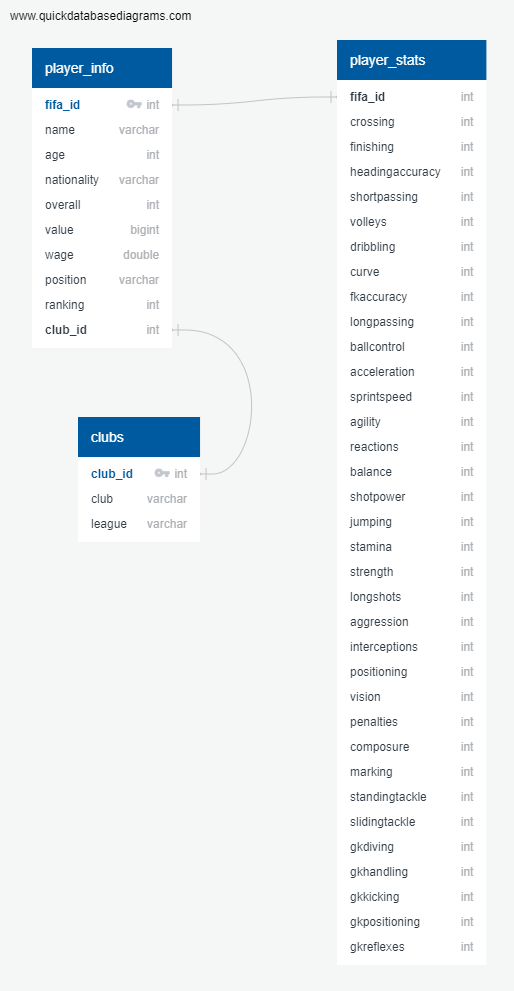 www.quickdatabasediagrams.com
player_info
fifa_id int
name varchar
age int
nationality varchar
overall int
value bigint
wage double
position varchar
ranking int
club_id int
clubs
club_id int
club varchar
league varchar
player_stats
fifa_id int
crossing int
finishing int
headingaccuracy int
shortpassing int
volleys int
dribbling int
curve int
fkaccuracy int
longpassing int
ballcontrol int
acceleration int
sprintspeed int
agility int
reactions int
balance int
shotpower int
jumping int
stamina int
strength int
longshots int
aggression int
interceptions int
positioning int
vision int
penalties int
composure int
marking int
standingtackle int
slidingtackle int
gkdiving int
gkhandling int
gkkicking int
gkpositioning int
gkreflexes int